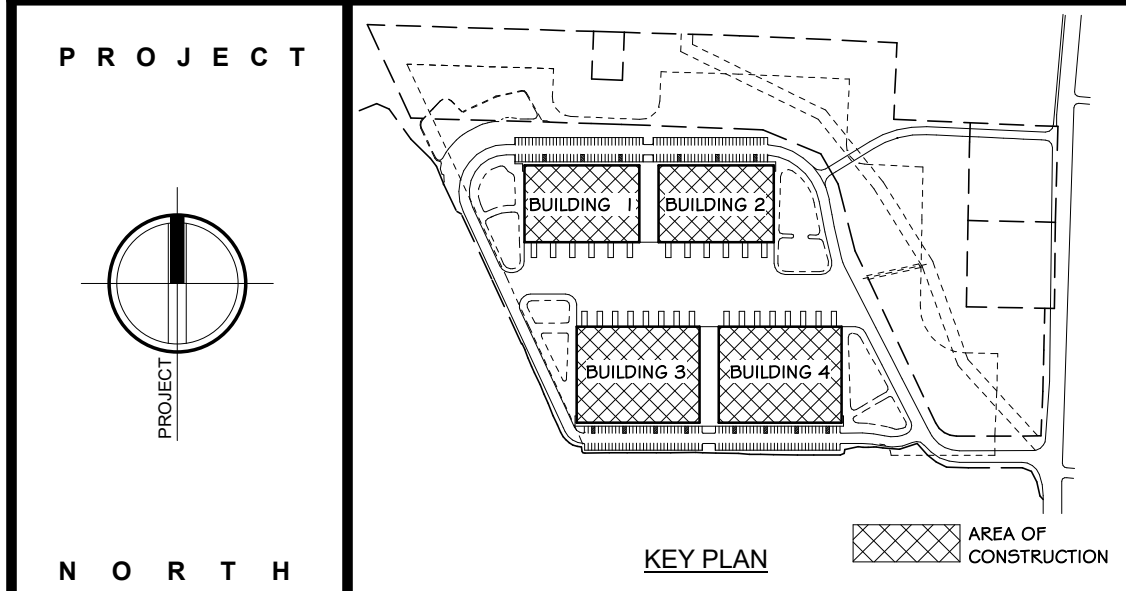 P R O J E C T
PROJECT
N O R T H
BUILDING 1
BUILDING 2
BUILDING 3
BUILDING 4
KEY PLAN
AREA OF
CONSTRUCTION